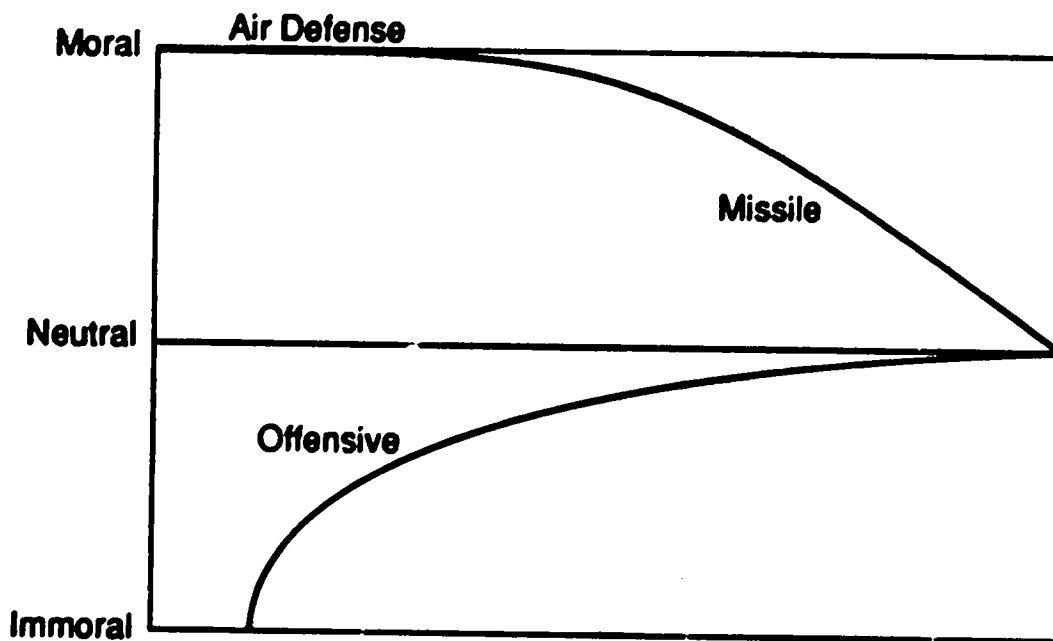 Air Defense
Moral
Missile
Neutral
Offensive
Immoral